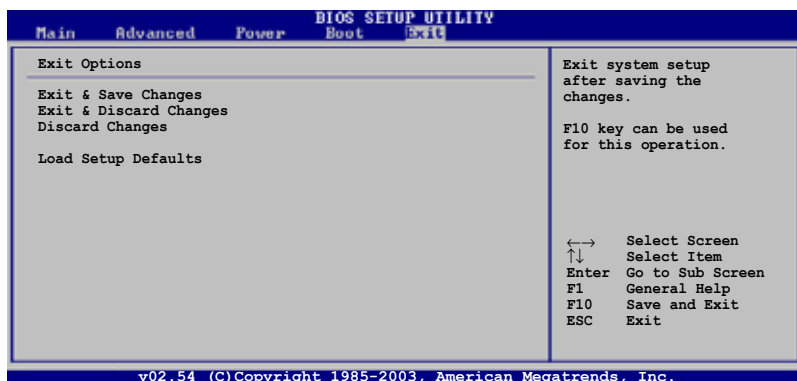 BIOS SETUP UTILITY
Main Advanced Power Boot Exit
Exit Options
Exit & Save Changes
Exit & Discard Changes
Discard Changes
Load Setup Defaults
Exit system setup
after saving the
changes.
F10 key can be used
for this operation.
←→ Select Screen
↑↓ Select Item
Enter Go to Sub Screen
F1 General Help
F10 Save and Exit
ESC Exit
v02.54 (C)Copyright 1985-2003, American Megatrends, Inc.